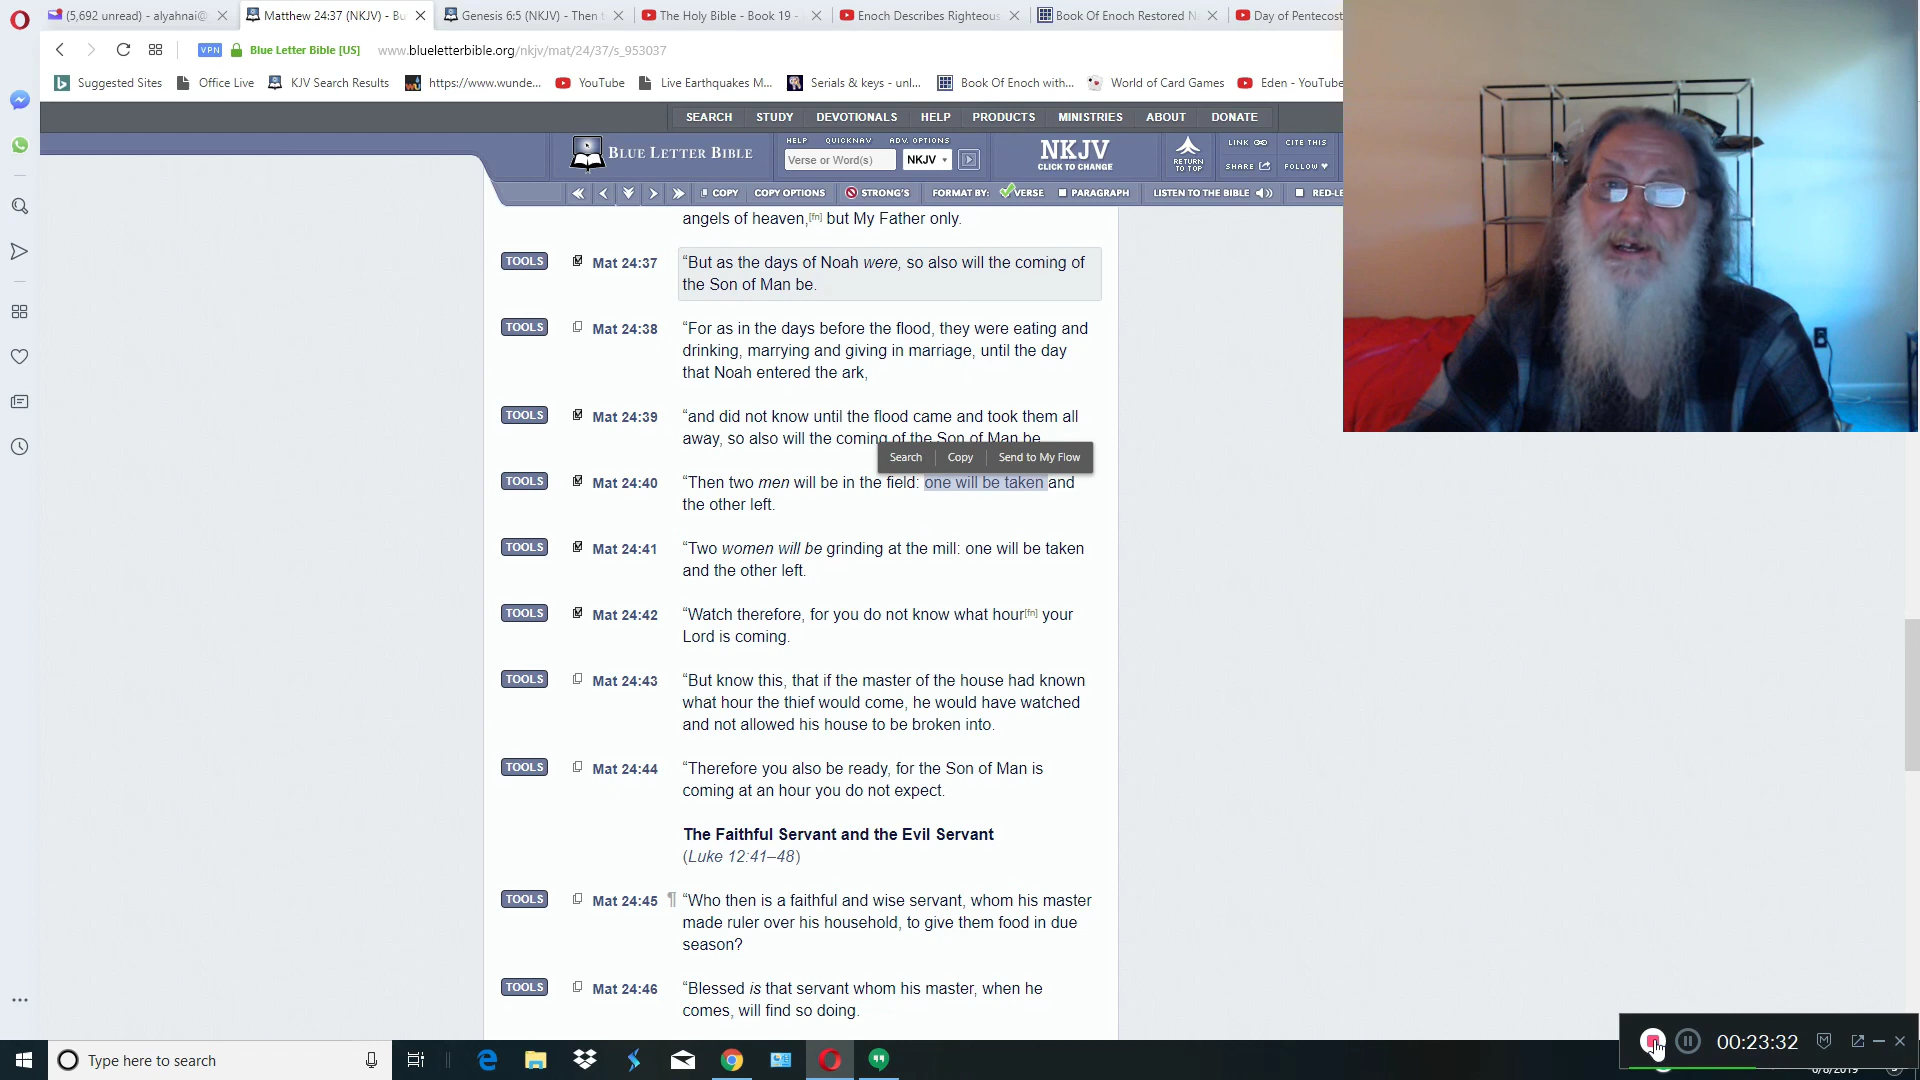 (5,692 unread) - alyahnai@
Matthew 24:37 (NKJV) - Bu
Genesis 6:5 (NKJV) - Then
The Holy Bible - Book 19 -
Enoch Describes Righteous
Book Of Enoch Restored N
Day of Pentecost
VPN
Blue Letter Bible [US]
www.blueletterbible.org/nkjv/mat/24/37/s_953037
Suggested Sites
Office Live
KJV Search Results
https://www.wunde...
YouTube
Live Earthquakes M...
Serials & keys - unl...
Book Of Enoch with...
World of Card Games
Eden - YouTube
SEARCH STUDY DEVOTIONALS HELP PRODUCTS MINISTRIES ABOUT DONATE
BLUE LETTER BIBLE
HELP QUICKNAV ADV. OPTIONS
Verse or Word(s)
NKJV
NKJV
CLICK TO CHANGE
RETURN
TO TOP
LINK
CITE THIS
SHARE
FOLLOW
COPY
COPY OPTIONS
STRONG'S
FORMAT BY:
VERSE
PARAGRAPH
LISTEN TO THE BIBLE
RED-LE
angels of heaven,[fn] but My Father only.
TOOLS Mat 24:37 “But as the days of Noah were, so also will the coming of
the Son of Man be.
TOOLS Mat 24:38 “For as in the days before the flood, they were eating and
drinking, marrying and giving in marriage, until the day
that Noah entered the ark,
TOOLS Mat 24:39 “and did not know until the flood came and took them all
away, so also will the coming of the Son of Man be
Search Copy Send to My Flow
TOOLS Mat 24:40 “Then two men will be in the field: one will be taken and
the other left.
TOOLS Mat 24:41 “Two women will be grinding at the mill: one will be taken
and the other left.
TOOLS Mat 24:42 “Watch therefore, for you do not know what hour[fn] your
Lord is coming.
TOOLS Mat 24:43 “But know this, that if the master of the house had known
what hour the thief would come, he would have watched
and not allowed his house to be broken into.
TOOLS Mat 24:44 “Therefore you also be ready, for the Son of Man is
coming at an hour you do not expect.
The Faithful Servant and the Evil Servant
(Luke 12:41–48)
TOOLS Mat 24:45 ¶ “Who then is a faithful and wise servant, whom his master
made ruler over his household, to give them food in due
season?
TOOLS Mat 24:46 “Blessed is that servant whom his master, when he
comes, will find so doing.
Type here to search
00:23:32